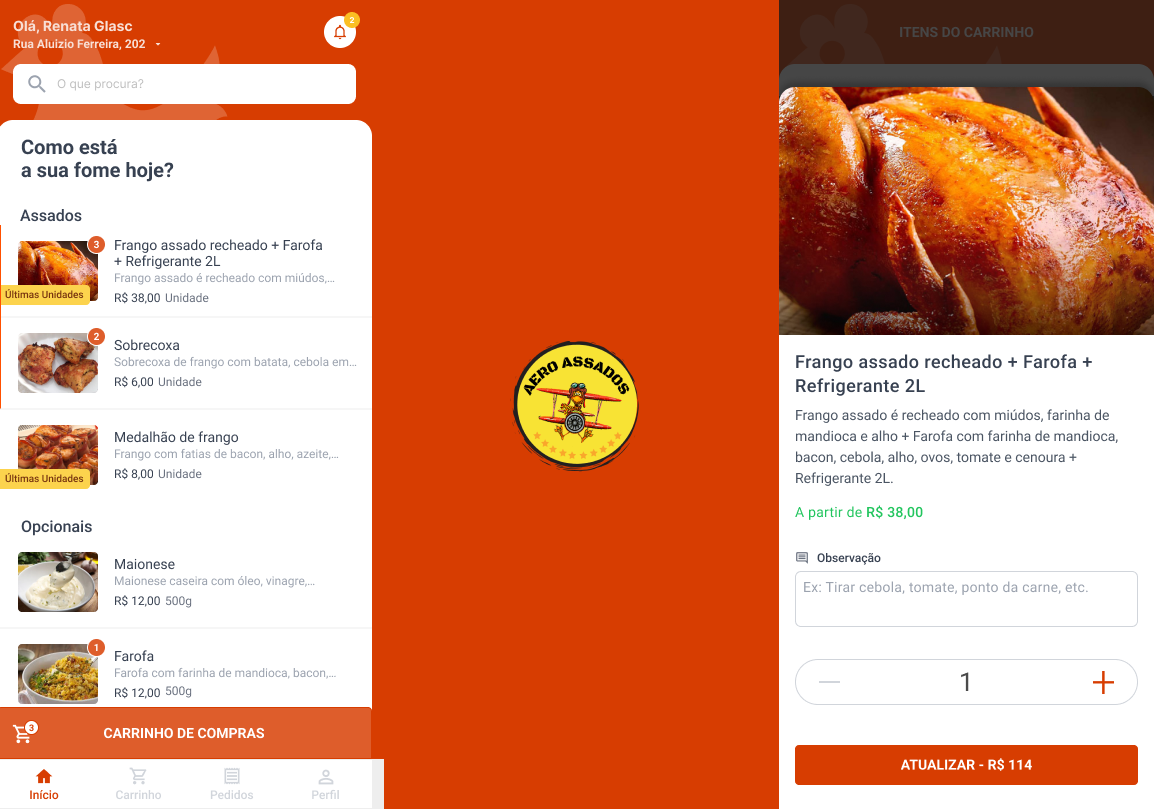 Olá, Renata Glasc
Rua Aluizio Ferreira, 202
2
O que procura?
Como está
a sua fome hoje?
Assados
3
Frango assado recheado + Farofa
+ Refrigerante 2L
Frango assado é recheado com miúdos,...
Últimas Unidades
R$ 38,00 Unidade
2
Sobrecoxa
Sobrecoxa de frango com batata, cebola em...
R$ 6,00 Unidade
Medalhão de frango
Frango com fatias de bacon, alho, azeite,...
Últimas Unidades
R$ 8,00 Unidade
Opcionais
Maionese
Maionese caseira com óleo, vinagre,...
R$ 12,00 500g
1
Farofa
Farofa com farinha de mandioca, bacon,...
R$ 12,00 500g
3
CARRINHO DE COMPRAS
Início
Carrinho
Pedidos
Perfil
AERO ASSADOS
ITENS DO CARRINHO
Frango assado recheado + Farofa +
Refrigerante 2L
Frango assado é recheado com miúdos, farinha de
mandioca e alho + Farofa com farinha de mandioca,
bacon, cebola, alho, ovos, tomate e cenoura +
Refrigerante 2L.
A partir de R$ 38,00
Observação
Ex: Tirar cebola, tomate, ponto da carne, etc.
1
ATUALIZAR - R$ 114